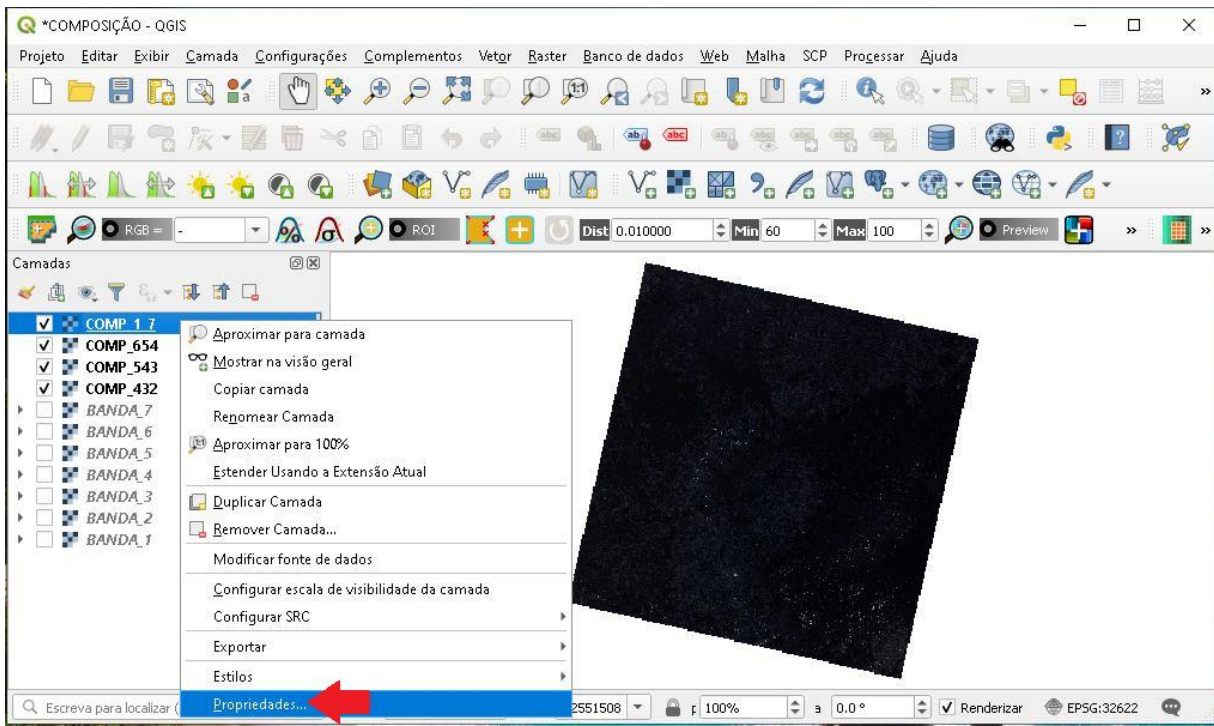 *COMPOSIÇÃO - QGIS
Projeto Editar Exibir Camada Configurações Complementos Vetor Raster Banco de dados Web Malha SCP Processar Ajuda
RGB = - ROI Dist 0.010000 Min 60 Max 100 Preview
Camadas
COMP_1_7
COMP_654
COMP_543
COMP_432
BANDA_7
BANDA_6
BANDA_5
BANDA_4
BANDA_3
BANDA_2
BANDA_1
Aproximar para camada
Mostrar na visão geral
Copiar camada
Renomear Camada
Aproximar para 100%
Estender Usando a Extensão Atual
Duplicar Camada
Remover Camada...
Modificar fonte de dados
Configurar escala de visibilidade da camada
Configurar SRC
Exportar
Estilos
Propriedades...
Escreva para localizar ( 2551508 100% 0.0 ° Renderizar EPSG:32622